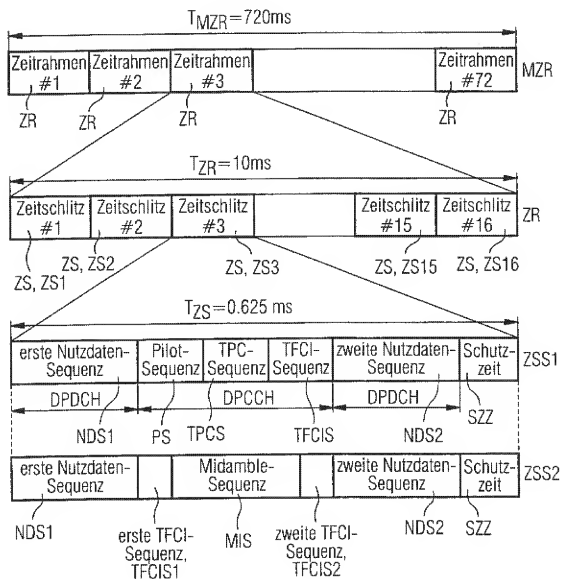 T_MZR=720ms
Zeitrahmen #1 Zeitrahmen #2 Zeitrahmen #3 Zeitrahmen #72 MZR
ZR ZR ZR ZR
T_ZR=10ms
Zeitschlitz #1 Zeitschlitz #2 Zeitschlitz #3 Zeitschlitz #15 Zeitschlitz #16 ZR
ZS, ZS1 ZS, ZS2 ZS, ZS3 ZS, ZS15 ZS, ZS16
T_ZS=0.625 ms
erste Nutzdaten- Pilot- TPC- TFCI- zweite Nutzdaten- Schutz- ZSS1
Sequenz Sequenz Sequenz Sequenz Sequenz zeit
DPDCH DPCCH DPDCH SZZ
NDS1 PS TPCS TFCIS NDS2
erste Nutzdaten- Midamble- zweite Nutzdaten- Schutz- ZSS2
Sequenz Sequenz Sequenz zeit
NDS1 erste TFCI- MIS zweite TFCI- NDS2 SZZ
Sequenz, Sequenz,
TFCIS1 TFCIS2